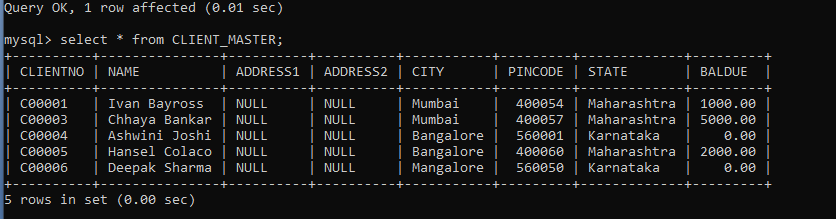 Query OK, 1 row affected (0.01 sec)
mysql> select * from CLIENT_MASTER;
+----------+---------------+----------+----------+-----------+---------+-------------+---------+
| CLIENTNO | NAME          | ADDRESS1 | ADDRESS2 | CITY      | PINCODE | STATE       | BALDUE  |
+----------+---------------+----------+----------+-----------+---------+-------------+---------+
| C00001   | Ivan Bayross  | NULL     | NULL     | Mumbai    |  400054 | Maharashtra | 1000.00 |
| C00003   | Chhaya Bankar | NULL     | NULL     | Mumbai    |  400057 | Maharashtra | 5000.00 |
| C00004   | Ashwini Joshi | NULL     | NULL     | Bangalore |  560001 | Karnataka   |    0.00 |
| C00005   | Hansel Colaco | NULL     | NULL     | Bangalore |  400060 | Maharashtra | 2000.00 |
| C00006   | Deepak Sharma | NULL     | NULL     | Mangalore |  560050 | Karnataka   |    0.00 |
+----------+---------------+----------+----------+-----------+---------+-------------+---------+
5 rows in set (0.00 sec)